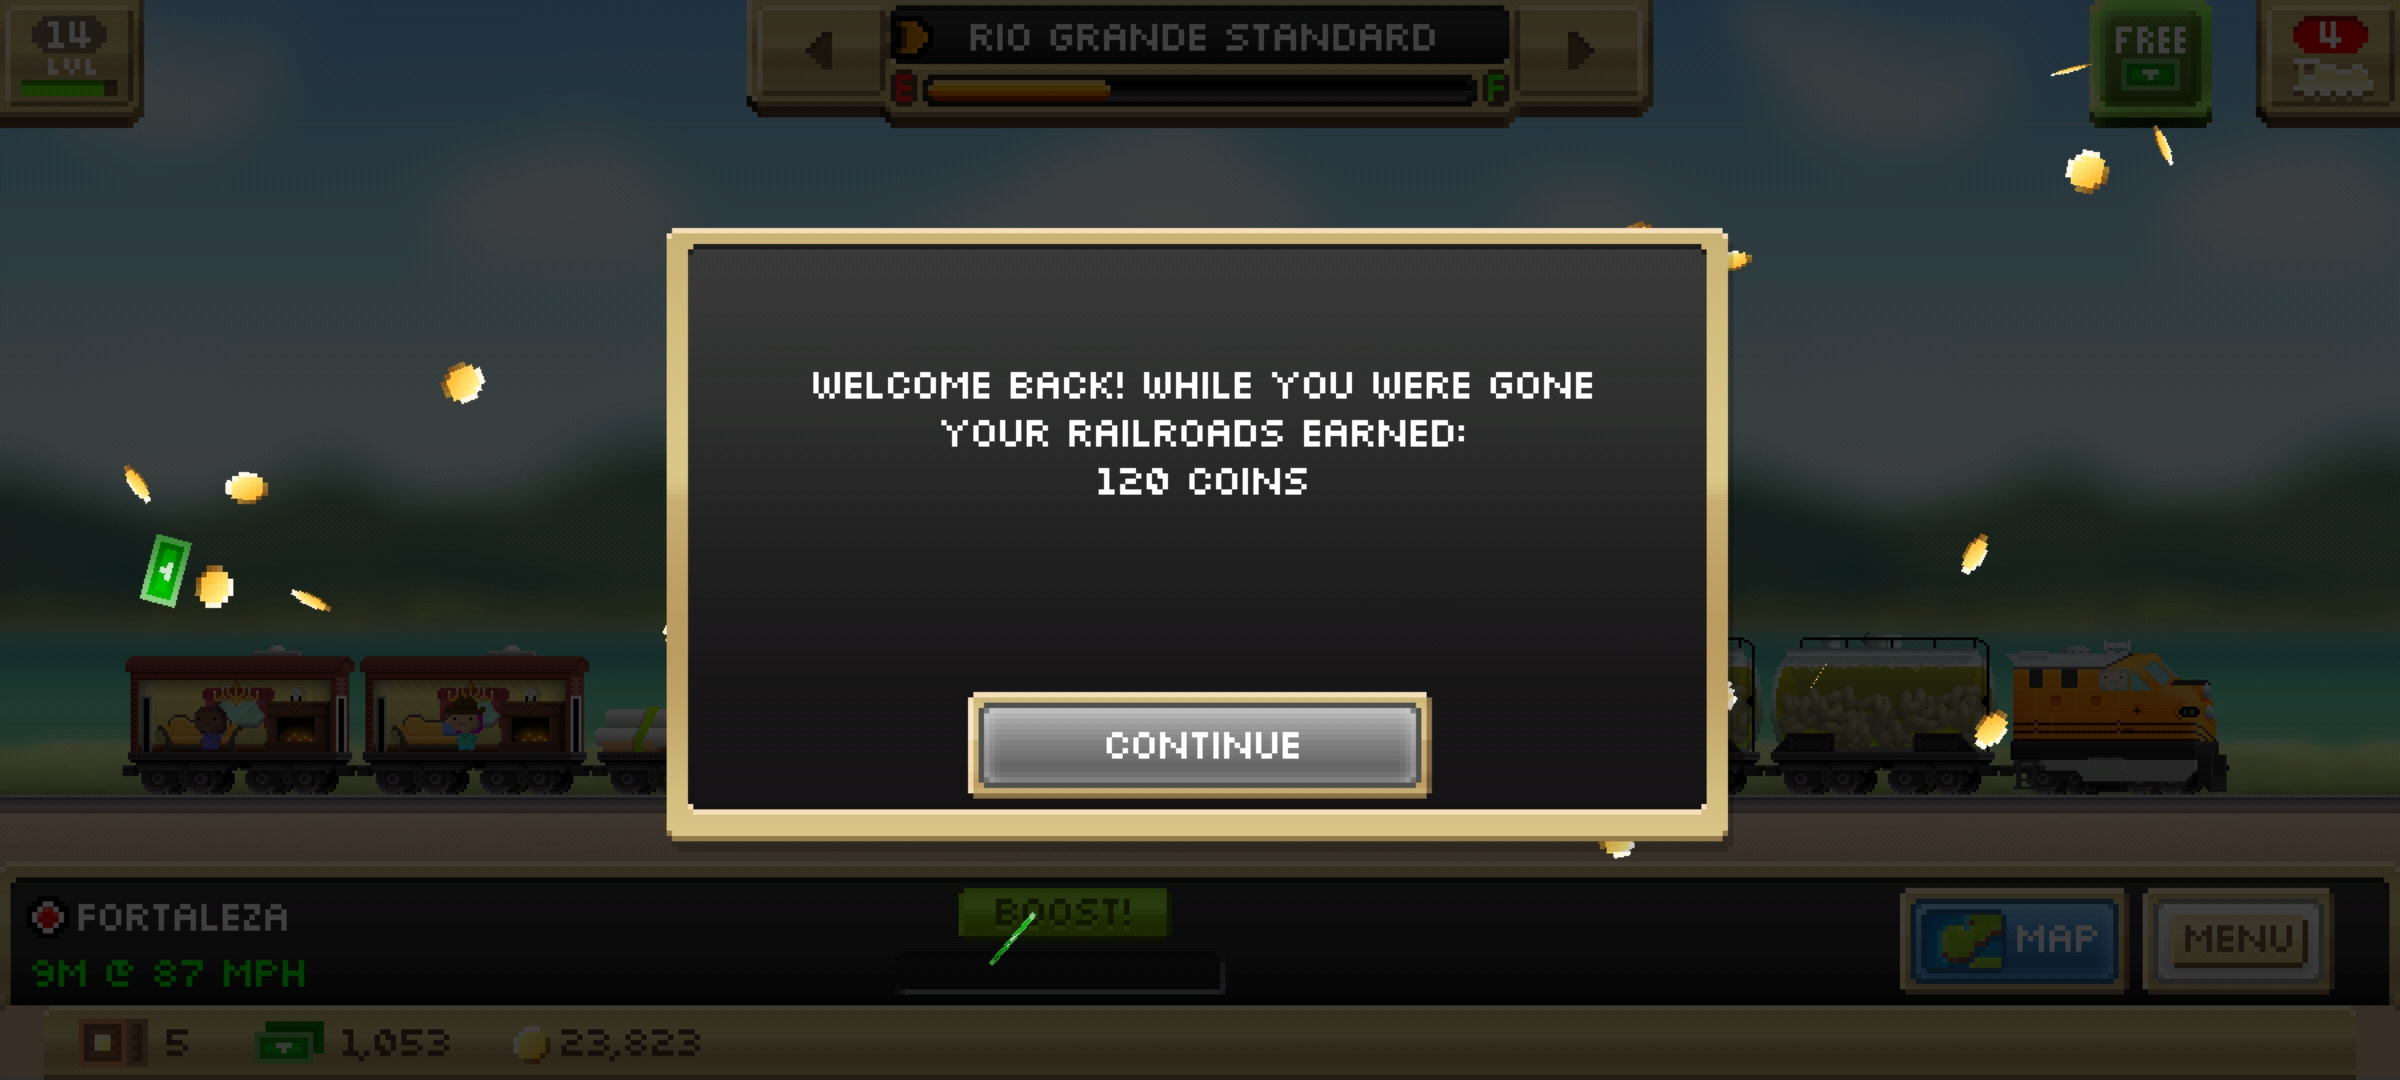 14
LVL
RIO GRANDE STANDARD
E F
FREE
4
WELCOME BACK! WHILE YOU WERE GONE
YOUR RAILROADS EARNED:
120 COINS
CONTINUE
FORTALEZA
9M @ 87 MPH
BOOST!
MAP
MENU
5 1,053 23,823